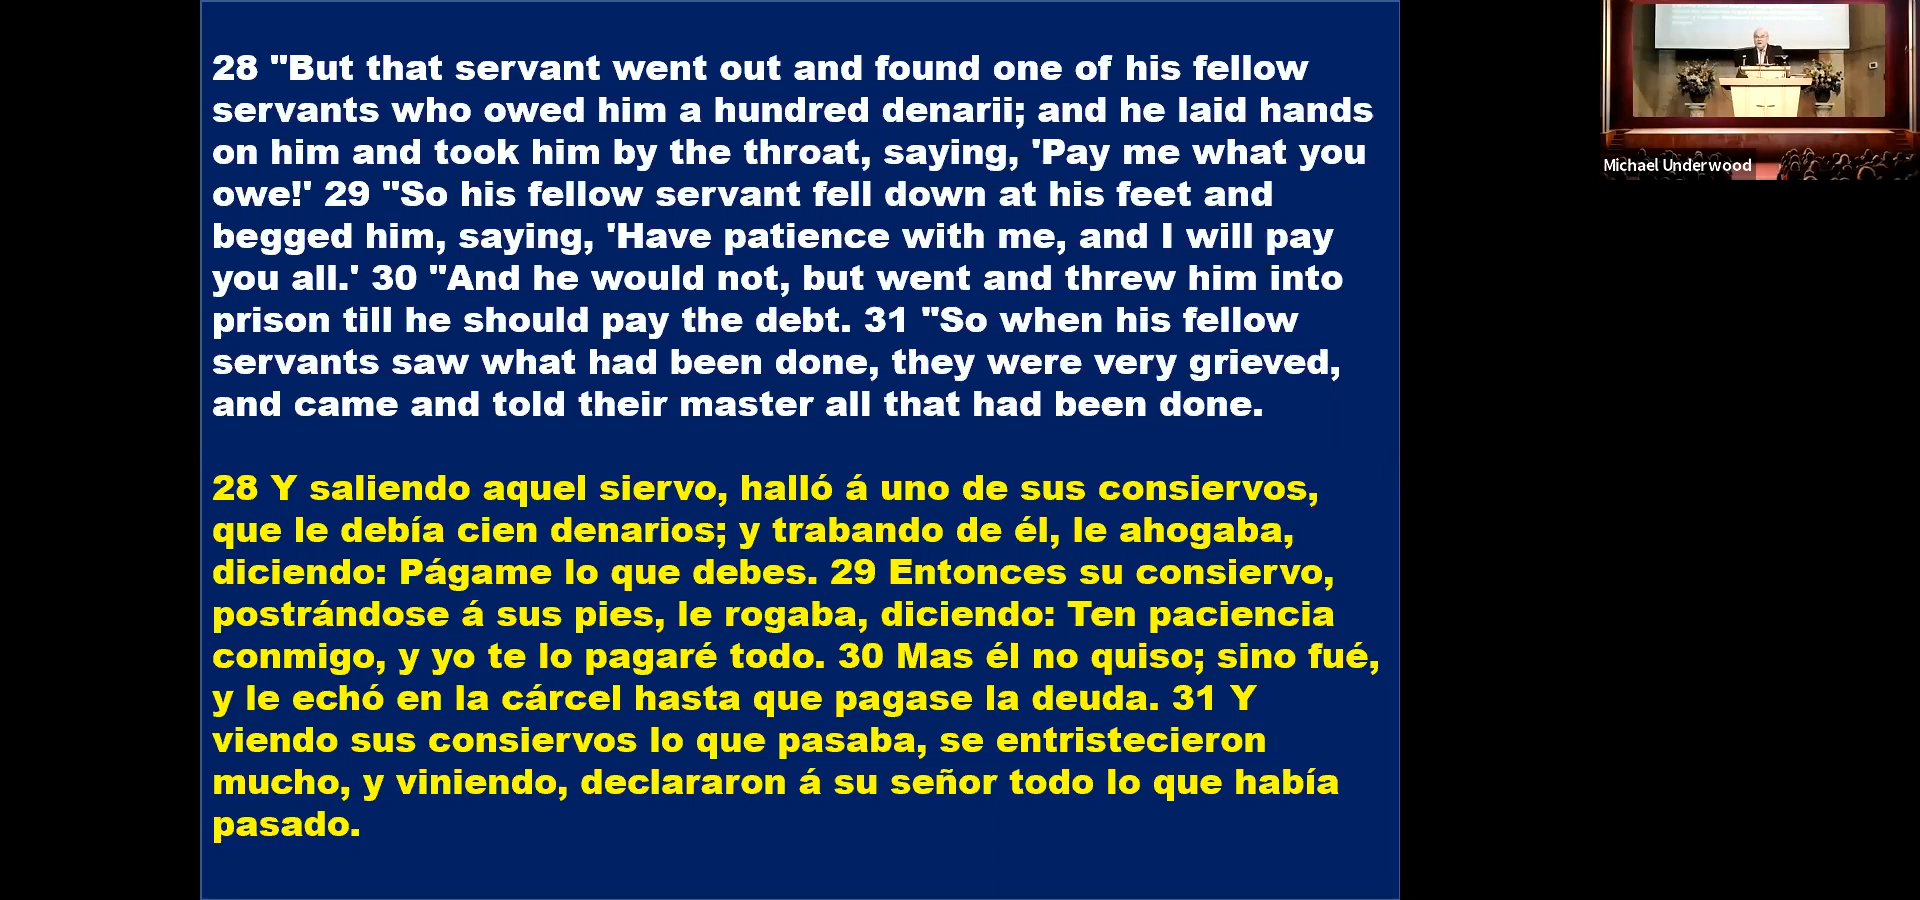 28 "But that servant went out and found one of his fellow
servants who owed him a hundred denarii; and he laid hands
on him and took him by the throat, saying, 'Pay me what you
owe!' 29 "So his fellow servant fell down at his feet and
begged him, saying, 'Have patience with me, and I will pay
you all.' 30 "And he would not, but went and threw him into
prison till he should pay the debt. 31 "So when his fellow
servants saw what had been done, they were very grieved,
and came and told their master all that had been done.
28 Y saliendo aquel siervo, halló á uno de sus consiervos,
que le debía cien denarios; y trabando de él, le ahogaba,
diciendo: Págame lo que debes. 29 Entonces su consiervo,
postrándose á sus pies, le rogaba, diciendo: Ten paciencia
conmigo, y yo te lo pagaré todo. 30 Mas él no quiso; sino fué,
y le echó en la cárcel hasta que pagase la deuda. 31 Y
viendo sus consiervos lo que pasaba, se entristecieron
mucho, y viniendo, declararon á su señor todo lo que había
pasado.
Michael Underwood